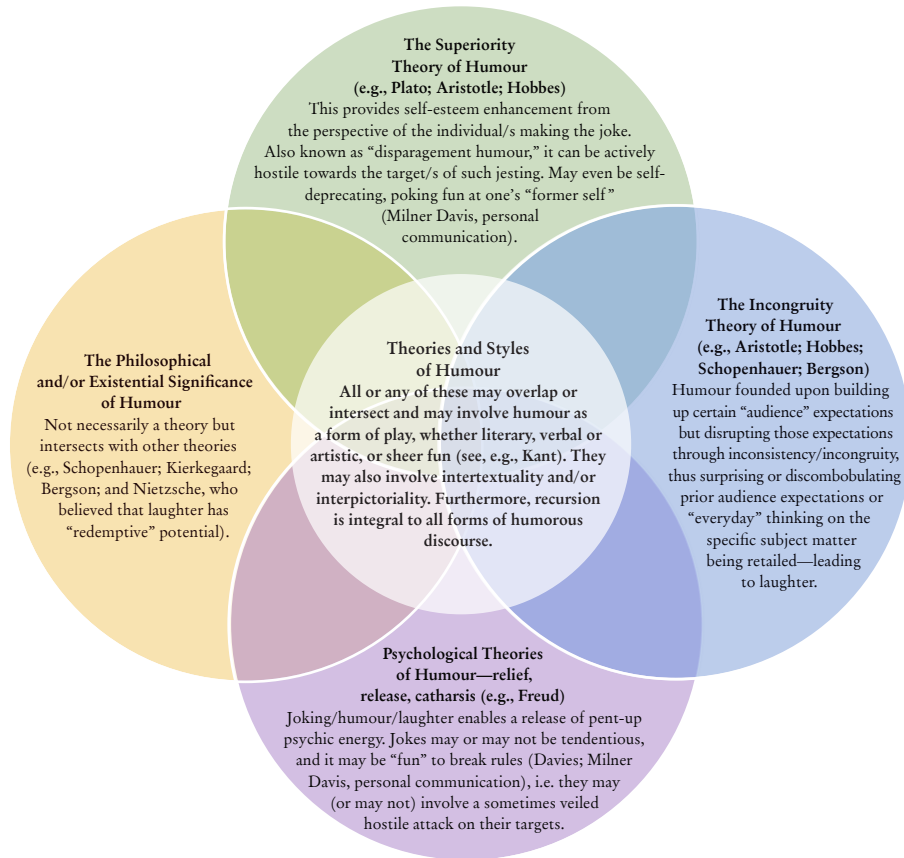 The Superiority
Theory of Humour
(e.g., Plato; Aristotle; Hobbes)
This provides self-esteem enhancement from
the perspective of the individual/s making the joke.
Also known as “disparagement humour,” it can be actively
hostile towards the target/s of such jesting. May even be self-
deprecating, poking fun at one’s “former self”
(Milner Davis, personal
communication).
The Philosophical
and/or Existential Significance
of Humour
Not necessarily a theory but
intersects with other theories
(e.g., Schopenhauer; Kierkegaard;
Bergson; and Nietzsche, who
believed that laughter has
“redemptive” potential).
Theories and Styles
of Humour
All or any of these may overlap or
intersect and may involve humour as
a form of play, whether literary, verbal or
artistic, or sheer fun (see, e.g., Kant). They
may also involve intertextuality and/or
interpictoriality. Furthermore, recursion
is integral to all forms of humorous
discourse.
The Incongruity
Theory of Humour
(e.g., Aristotle; Hobbes;
Schopenhauer; Bergson)
Humour founded upon building
up certain “audience” expectations
but disrupting those expectations
through inconsistency/incongruity,
thus surprising or discombobulating
prior audience expectations or
“everyday” thinking on the
specific subject matter
being retailed—leading
to laughter.
Psychological Theories
of Humour—relief,
release, catharsis (e.g., Freud)
Joking/humour/laughter enables a release of pent-up
psychic energy. Jokes may or may not be tendentious,
and it may be “fun” to break rules (Davies; Milner
Davis, personal communication), i.e. they may
(or may not) involve a sometimes veiled
hostile attack on their targets.